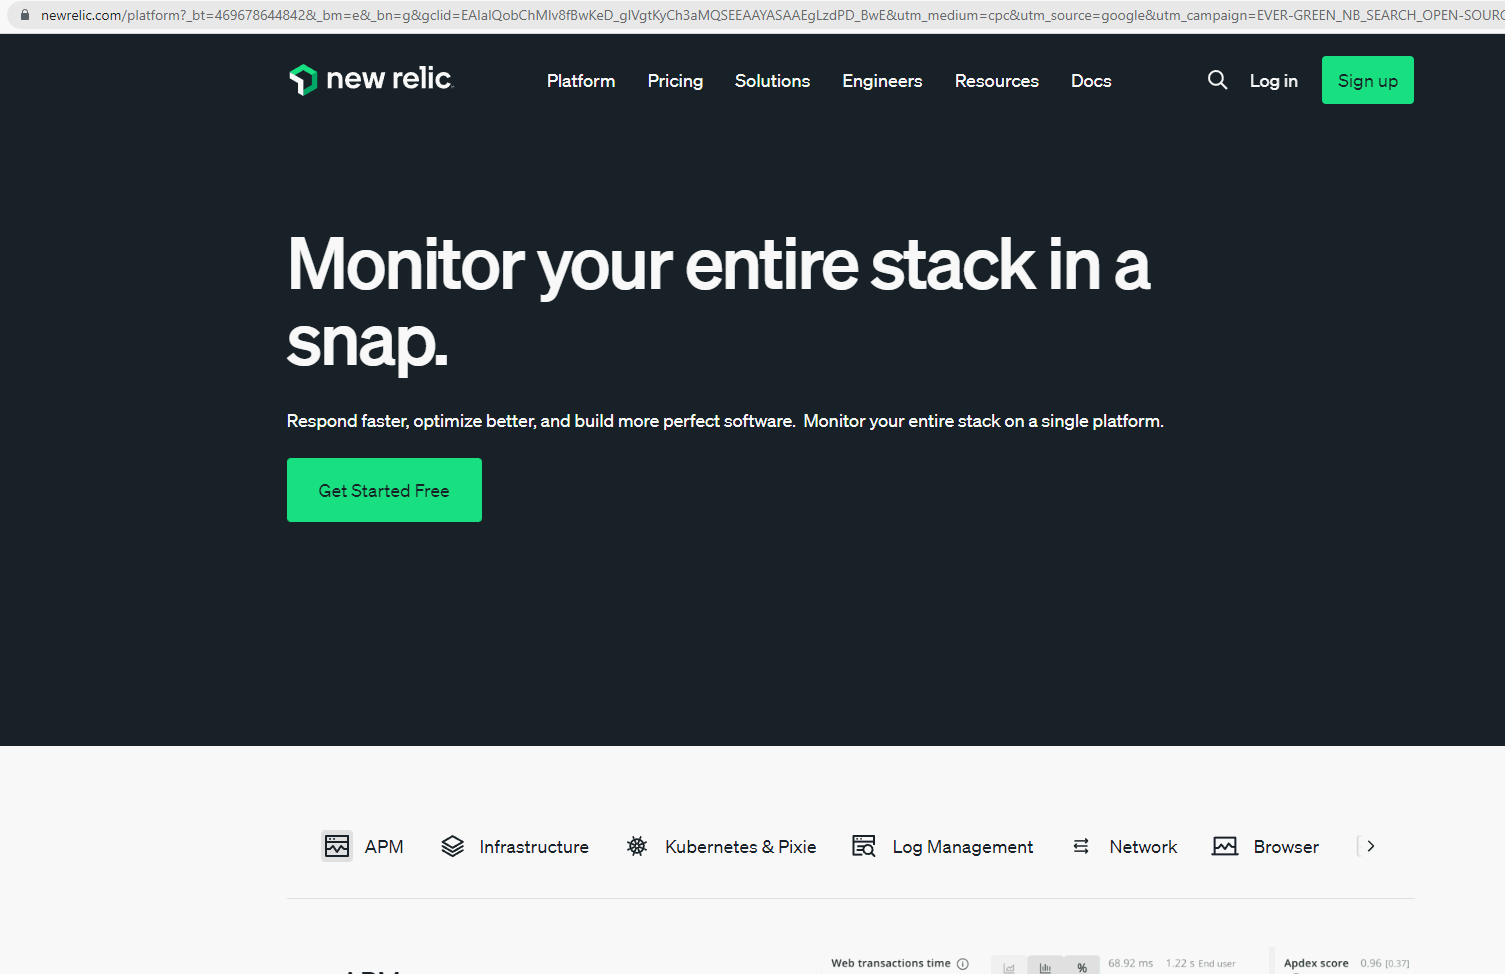 newrelic.com/platform?_bt=469678644842&_bm=e&_bn=g&gclid=EAIaIQobChMIv8fBwKeD_gIVgtKyCh3aMQSEEAAYASAAEgLzdPD_BwE&utm_medium=cpc&utm_source=google&utm_campaign=EVER-GREEN_NB_SEARCH_OPEN-SOURC
new relic
Platform Pricing Solutions Engineers Resources Docs Log in Sign up
Monitor your entire stack in a
snap.
Respond faster, optimize better, and build more perfect software. Monitor your entire stack on a single platform.
Get Started Free
APM Infrastructure Kubernetes & Pixie Log Management Network Browser
APM
Web transactions time % 68.92 ms 1.22 s End user Apdex score 0.96 [0.37]